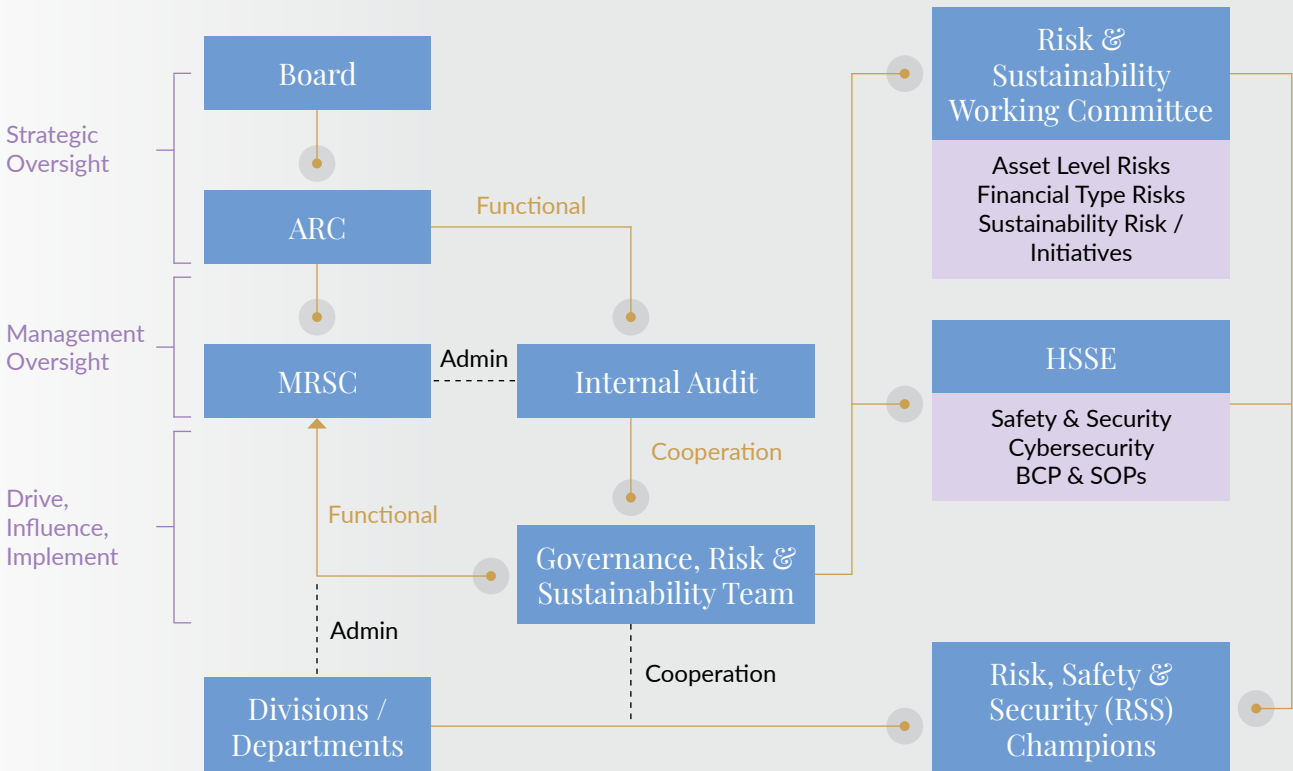 Strategic
Oversight
Board
ARC
Functional
Management
Oversight
MRSC
Admin
Internal Audit
Cooperation
Drive,
Influence,
Implement
Functional
Governance, Risk &
Sustainability Team
Admin
Cooperation
Divisions /
Departments
Risk &
Sustainability
Working Committee
Asset Level Risks
Financial Type Risks
Sustainability Risk /
Initiatives
HSSE
Safety & Security
Cybersecurity
BCP & SOPs
Risk, Safety &
Security (RSS)
Champions